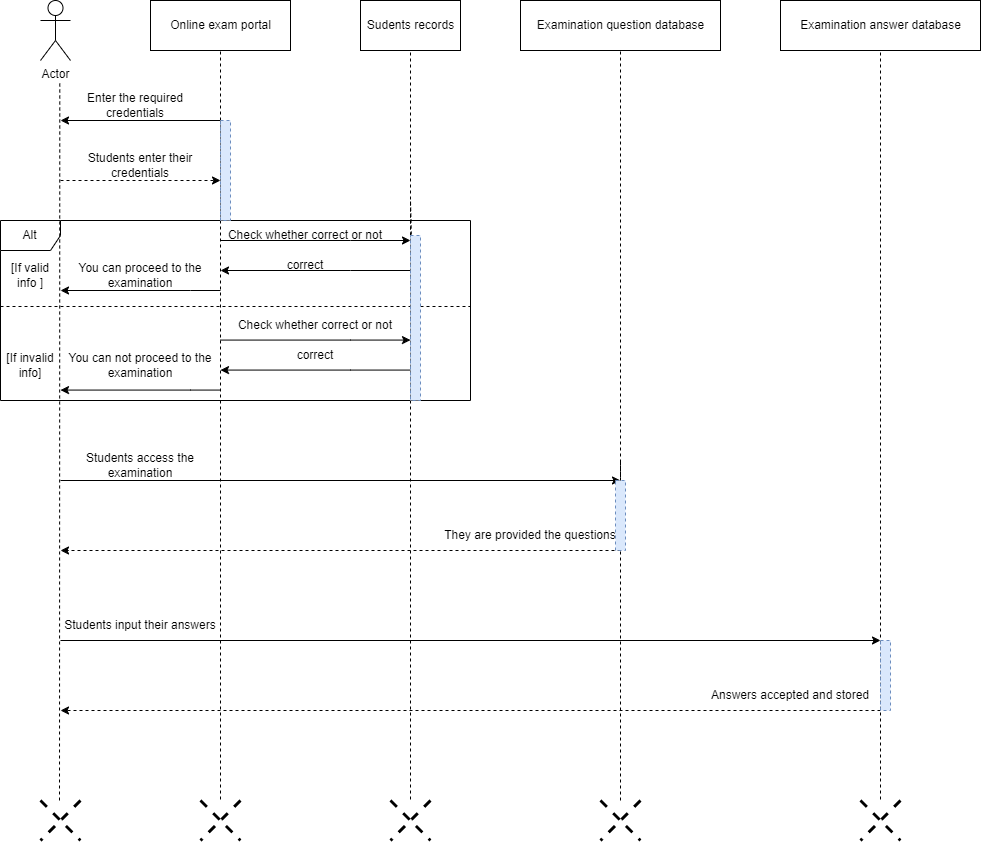 Online exam portal
Sudents records
Examination question database
Examination answer database
Actor
Enter the required
credentials
Students enter their
credentials
Alt
Check whether correct or not
[If valid
info ]
You can proceed to the
examination
correct
Check whether correct or not
[If invalid
info]
You can not proceed to the
examination
correct
Students access the
examination
They are provided the questions
Students input their answers
Answers accepted and stored